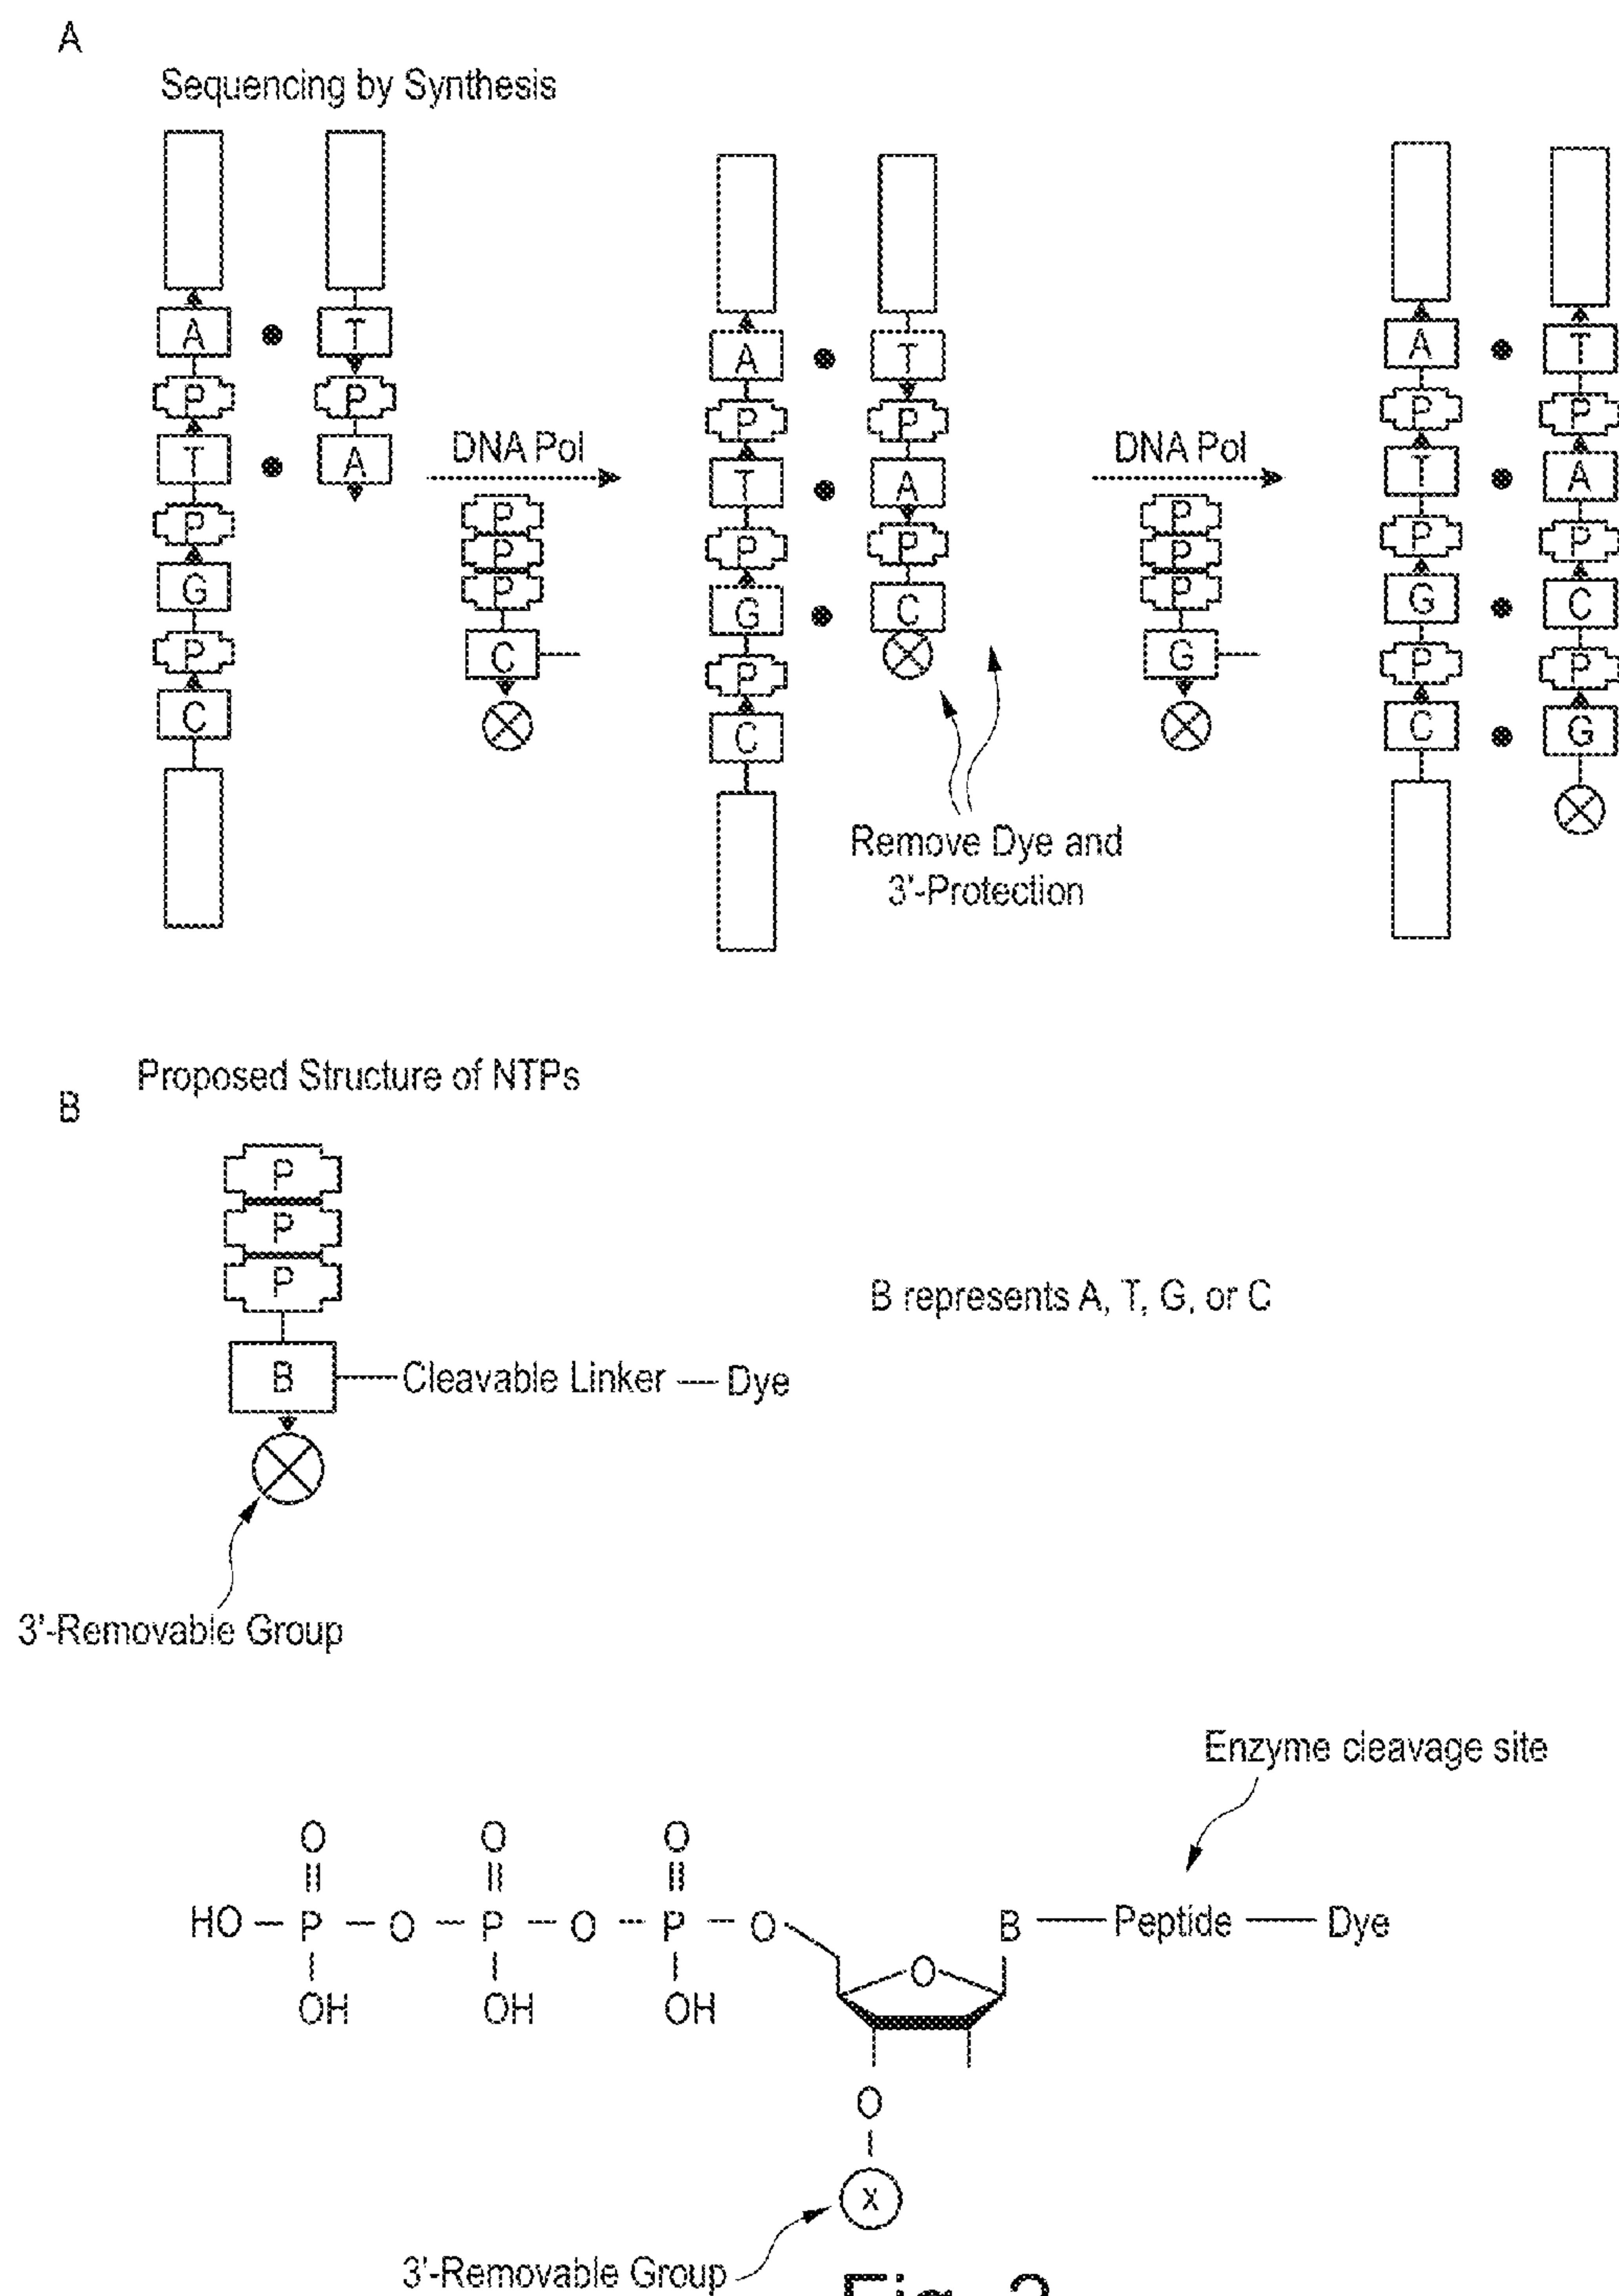 A
Sequencing by Synthesis
A T
P P
T A
P
G
P
C
DNA Pol
P
P
P
C
A T
P P
T A
P P
G C
P
C
Remove Dye and
3'-Protection
DNA Pol
P
P
P
G
A T
P P
T A
P P
G C
P P
C G
Proposed Structure of NTPs
B
P
P
P
B Cleavable Linker Dye
B represents A, T, G, or C
3'-Removable Group
Enzyme cleavage site
O O O
HO P O P O P O B Peptide Dye
OH OH OH
O
O
X
3'-Removable Group